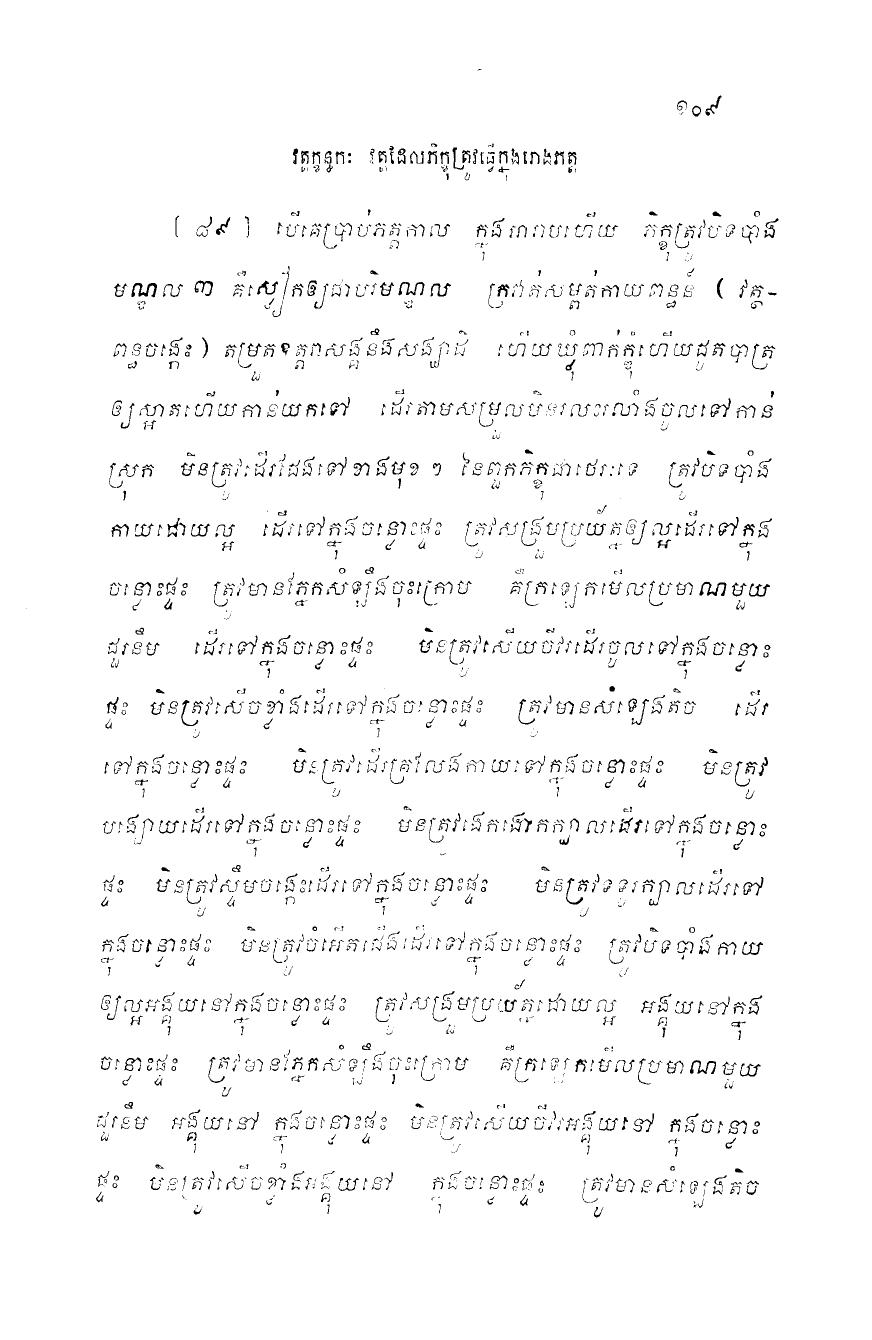 ១០៩
វត្តក្ខន្ធកៈ វត្តដែលភិក្ខុត្រូវធ្វើក្នុងរោងភត្ត
[ ៨៩ ] បើគេប្រាប់ភត្តកាល ក្នុងអារាមហើយ ភិក្ខុត្រូវបិទបាំង
មណ្ឌល ៣ គឺស្លៀកឲ្យជាបរិមណ្ឌល ក្រវាត់សម្ពត់កាយពន្ធន៍ ( វត្ថ-
ពន្ធចង្កេះ ) តម្រួតឧត្តរាសង្គនឹងសង្ឃាដិ ហើយឃ្លុំពាក់ក្ឌុំហើយដូតបាត្រ
ឲ្យស្អាតហើយកាន់យកទៅ ដើរតាមសម្រួលមិនរលះរលាំងចូលទៅកាន់
ស្រុក មិនត្រូវដើរដែងទៅខាងមុខ ៗ នៃពួកភិក្ខុជាថេរៈទេ ត្រូវបិទបាំង
កាយដោយល្អ ដើរទៅក្នុងចន្លោះផ្ទះ ត្រូវសង្រួមប្រយ័ត្នឲ្យល្អដើរទៅក្នុង
ចន្លោះផ្ទះ ត្រូវមានភ្នែកសំឡឹងចុះក្រោម គឺក្រឡេកមើលប្រមាណមួយ
ជួរនឹម ដើរទៅក្នុងចន្លោះផ្ទះ មិនត្រូវសើយចីវរដើរចូលទៅក្នុងចន្លោះ
ផ្ទះ មិនត្រូវសើចខ្លាំងដើរទៅក្នុងចន្លោះផ្ទះ ត្រូវមានសំឡេងតិច ដើរ
ទៅក្នុងចន្លោះផ្ទះ មិនត្រូវដើរគ្រលែងកាយទៅក្នុងចន្លោះផ្ទះ មិនត្រូវ
បង្ហោយដៃដើរទៅក្នុងចន្លោះផ្ទះ មិនត្រូវងេកងោកក្បាលដើរទៅក្នុងចន្លោះ
ផ្ទះ មិនត្រូវស្ទឹមចង្កេះដើរទៅក្នុងចន្លោះផ្ទះ មិនត្រូវទទូរក្បាលដើរទៅ
ក្នុងចន្លោះផ្ទះ មិនត្រូវចំអើតជើងដើរទៅក្នុងចន្លោះផ្ទះ ត្រូវបិទបាំងកាយ
ឲ្យល្អអង្គុយនៅក្នុងចន្លោះផ្ទះ ត្រូវសង្រួមប្រយ័ត្នដោយល្អ អង្គុយនៅក្នុង
ចន្លោះផ្ទះ ត្រូវមានភ្នែកសំឡឹងចុះក្រោម គឺក្រឡេកមើលប្រមាណមួយ
ជួរនឹម អង្គុយនៅ ក្នុងចន្លោះផ្ទះ មិនត្រូវសើយចីវរអង្គុយនៅ ក្នុងចន្លោះ
ផ្ទះ មិនត្រូវសើចខ្លាំងអង្គុយនៅ ក្នុងចន្លោះផ្ទះ ត្រូវមានសំឡេងតិច